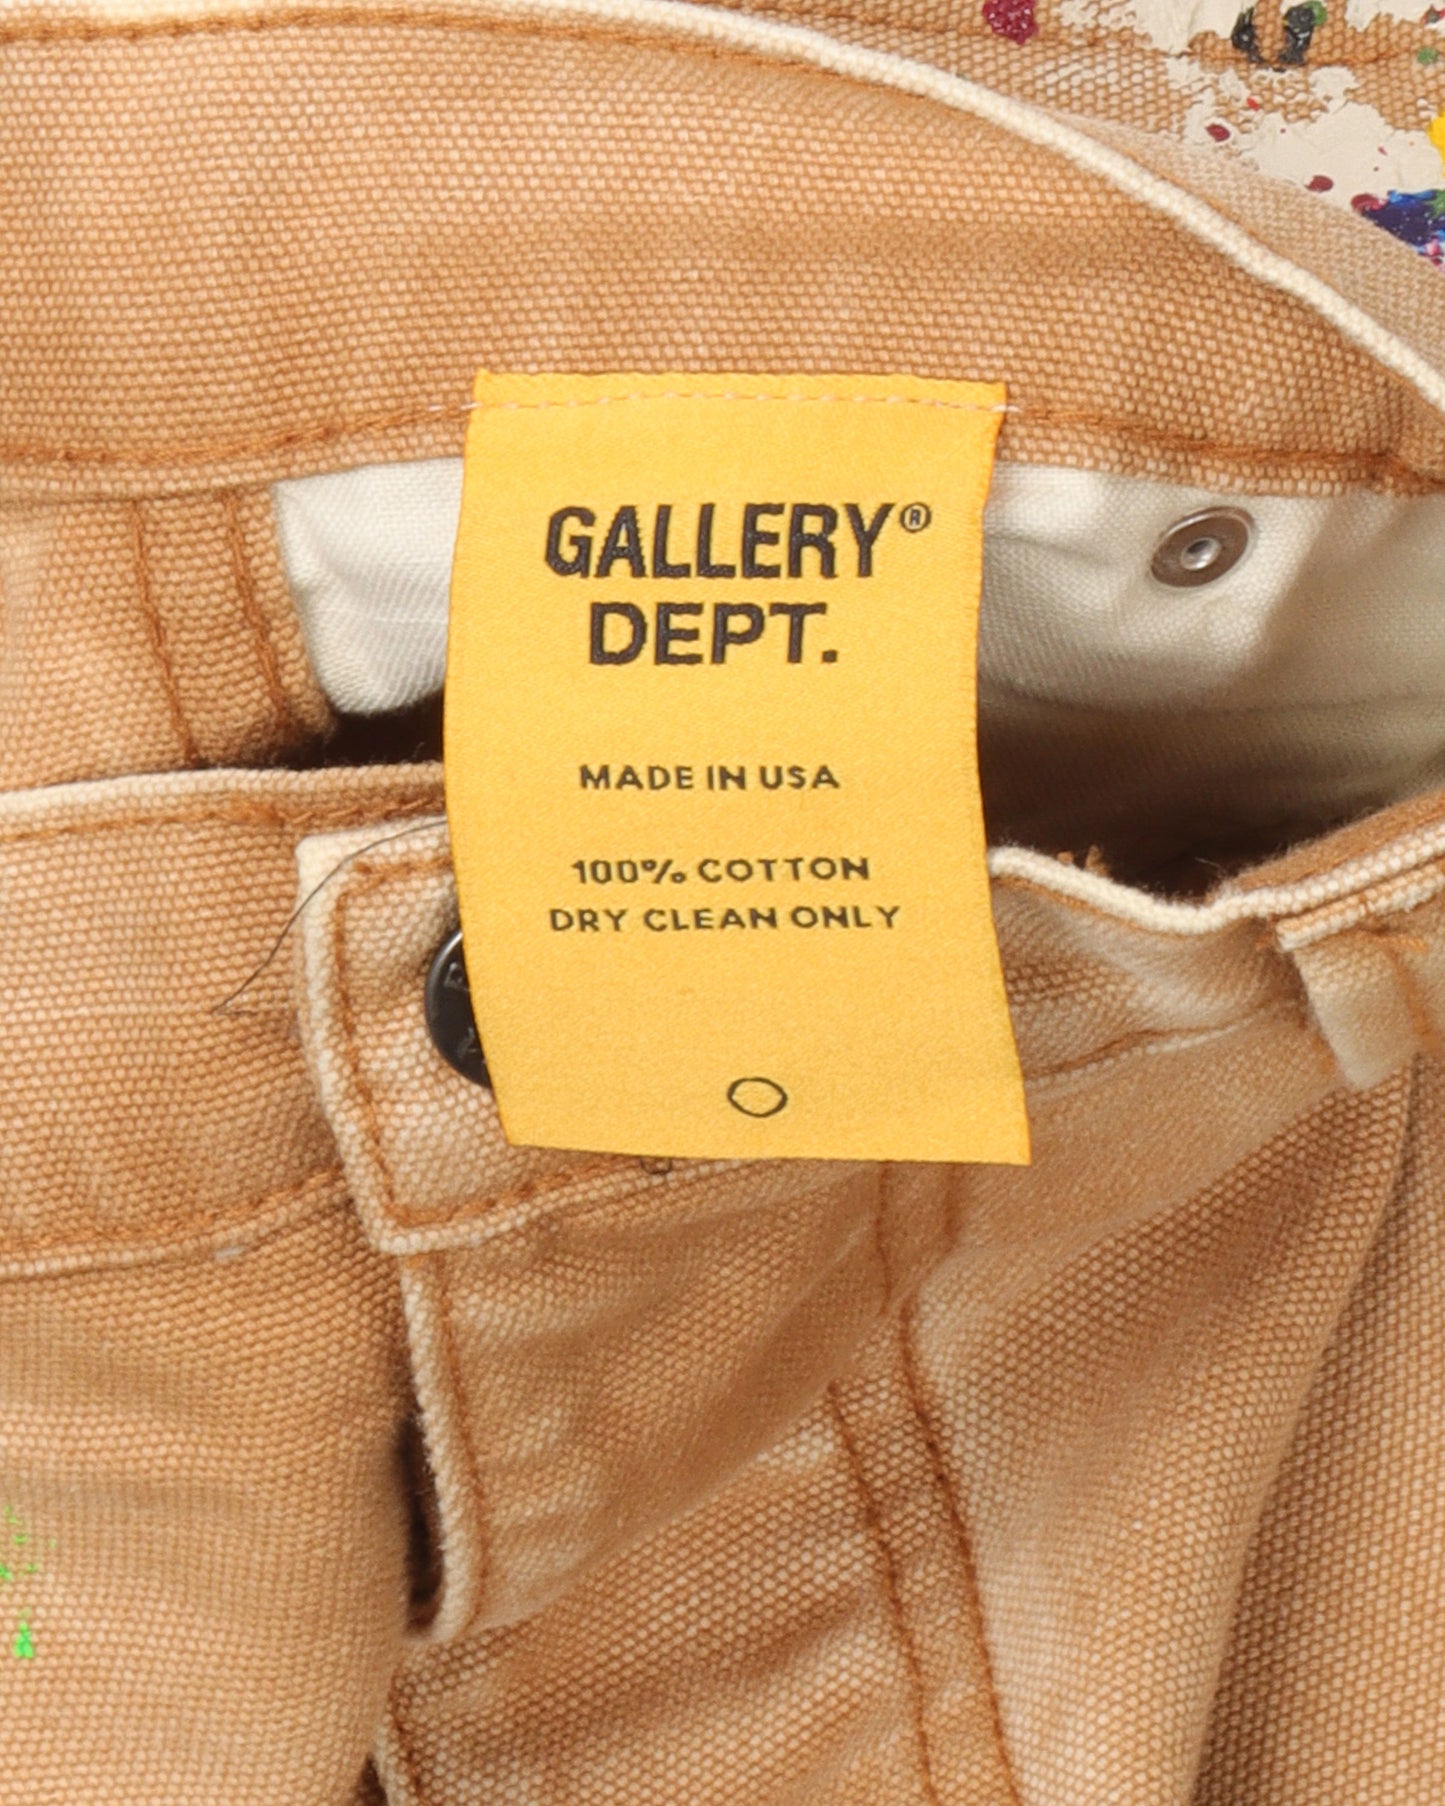 GALLERY®
DEPT.
MADE IN USA
100% COTTON
DRY CLEAN ONLY